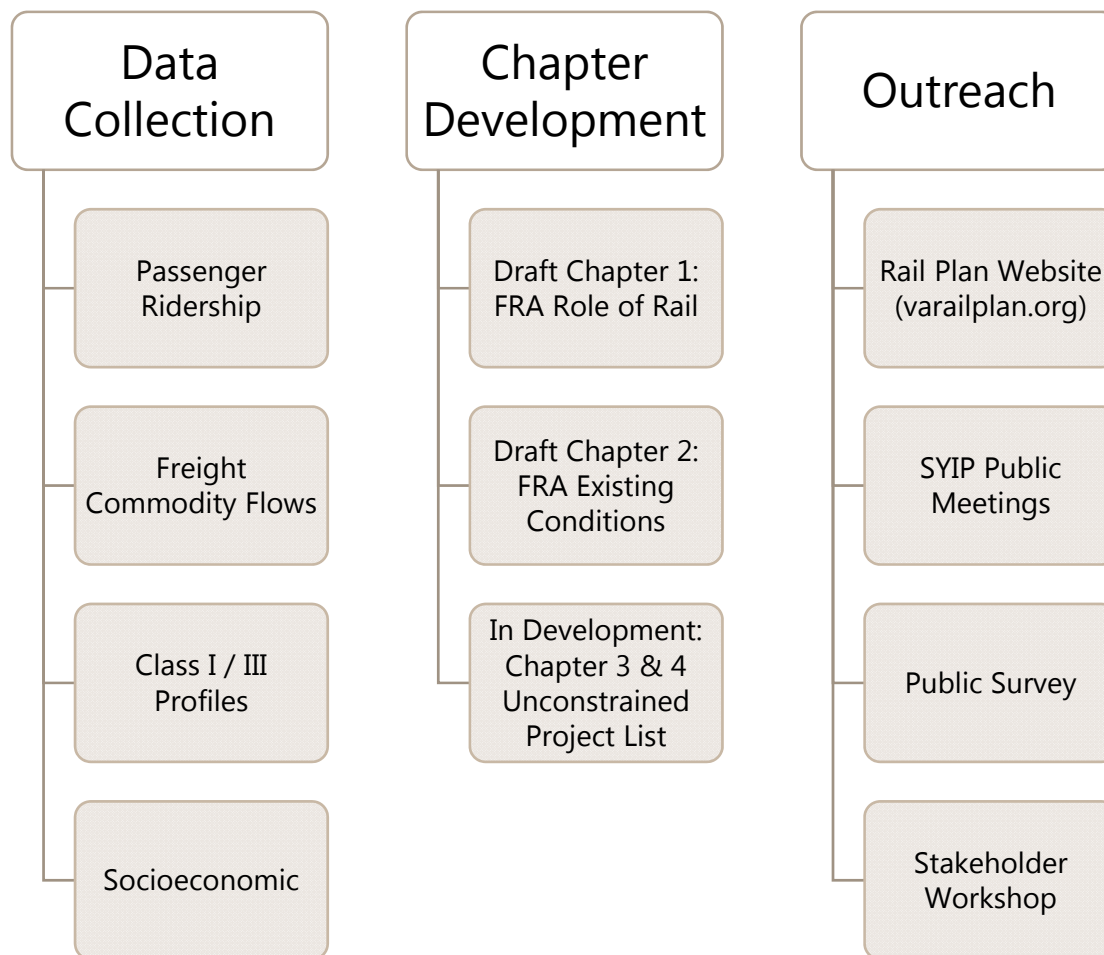 Data
Collection
Passenger
Ridership
Freight
Commodity Flows
Class I / III
Profiles
Socioeconomic
Chapter
Development
Draft Chapter 1:
FRA Role of Rail
Draft Chapter 2:
FRA Existing
Conditions
In Development:
Chapter 3 & 4
Unconstrained
Project List
Outreach
Rail Plan Website
(varailplan.org)
SYIP Public
Meetings
Public Survey
Stakeholder
Workshop